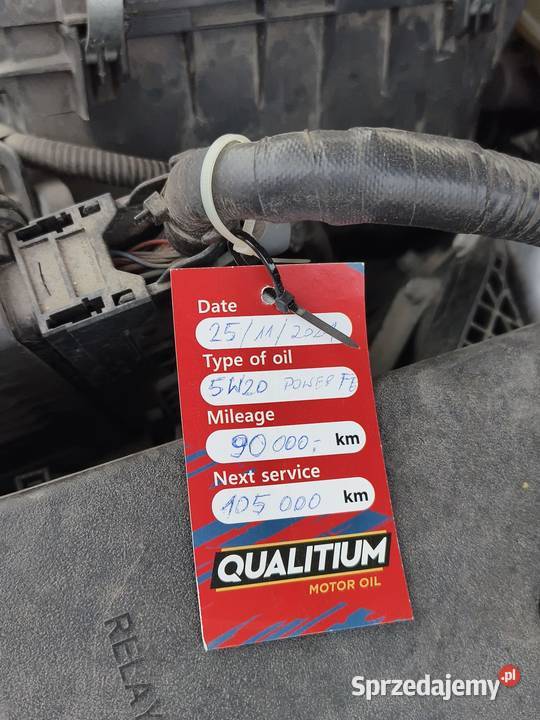 Date
25/11/2021
Type of oil
5W20 POWER FE
Mileage
90 000,- km
Next service
105 000 km
QUALITIUM
MOTOR OIL
RELAY
Sprzedajemy.pl